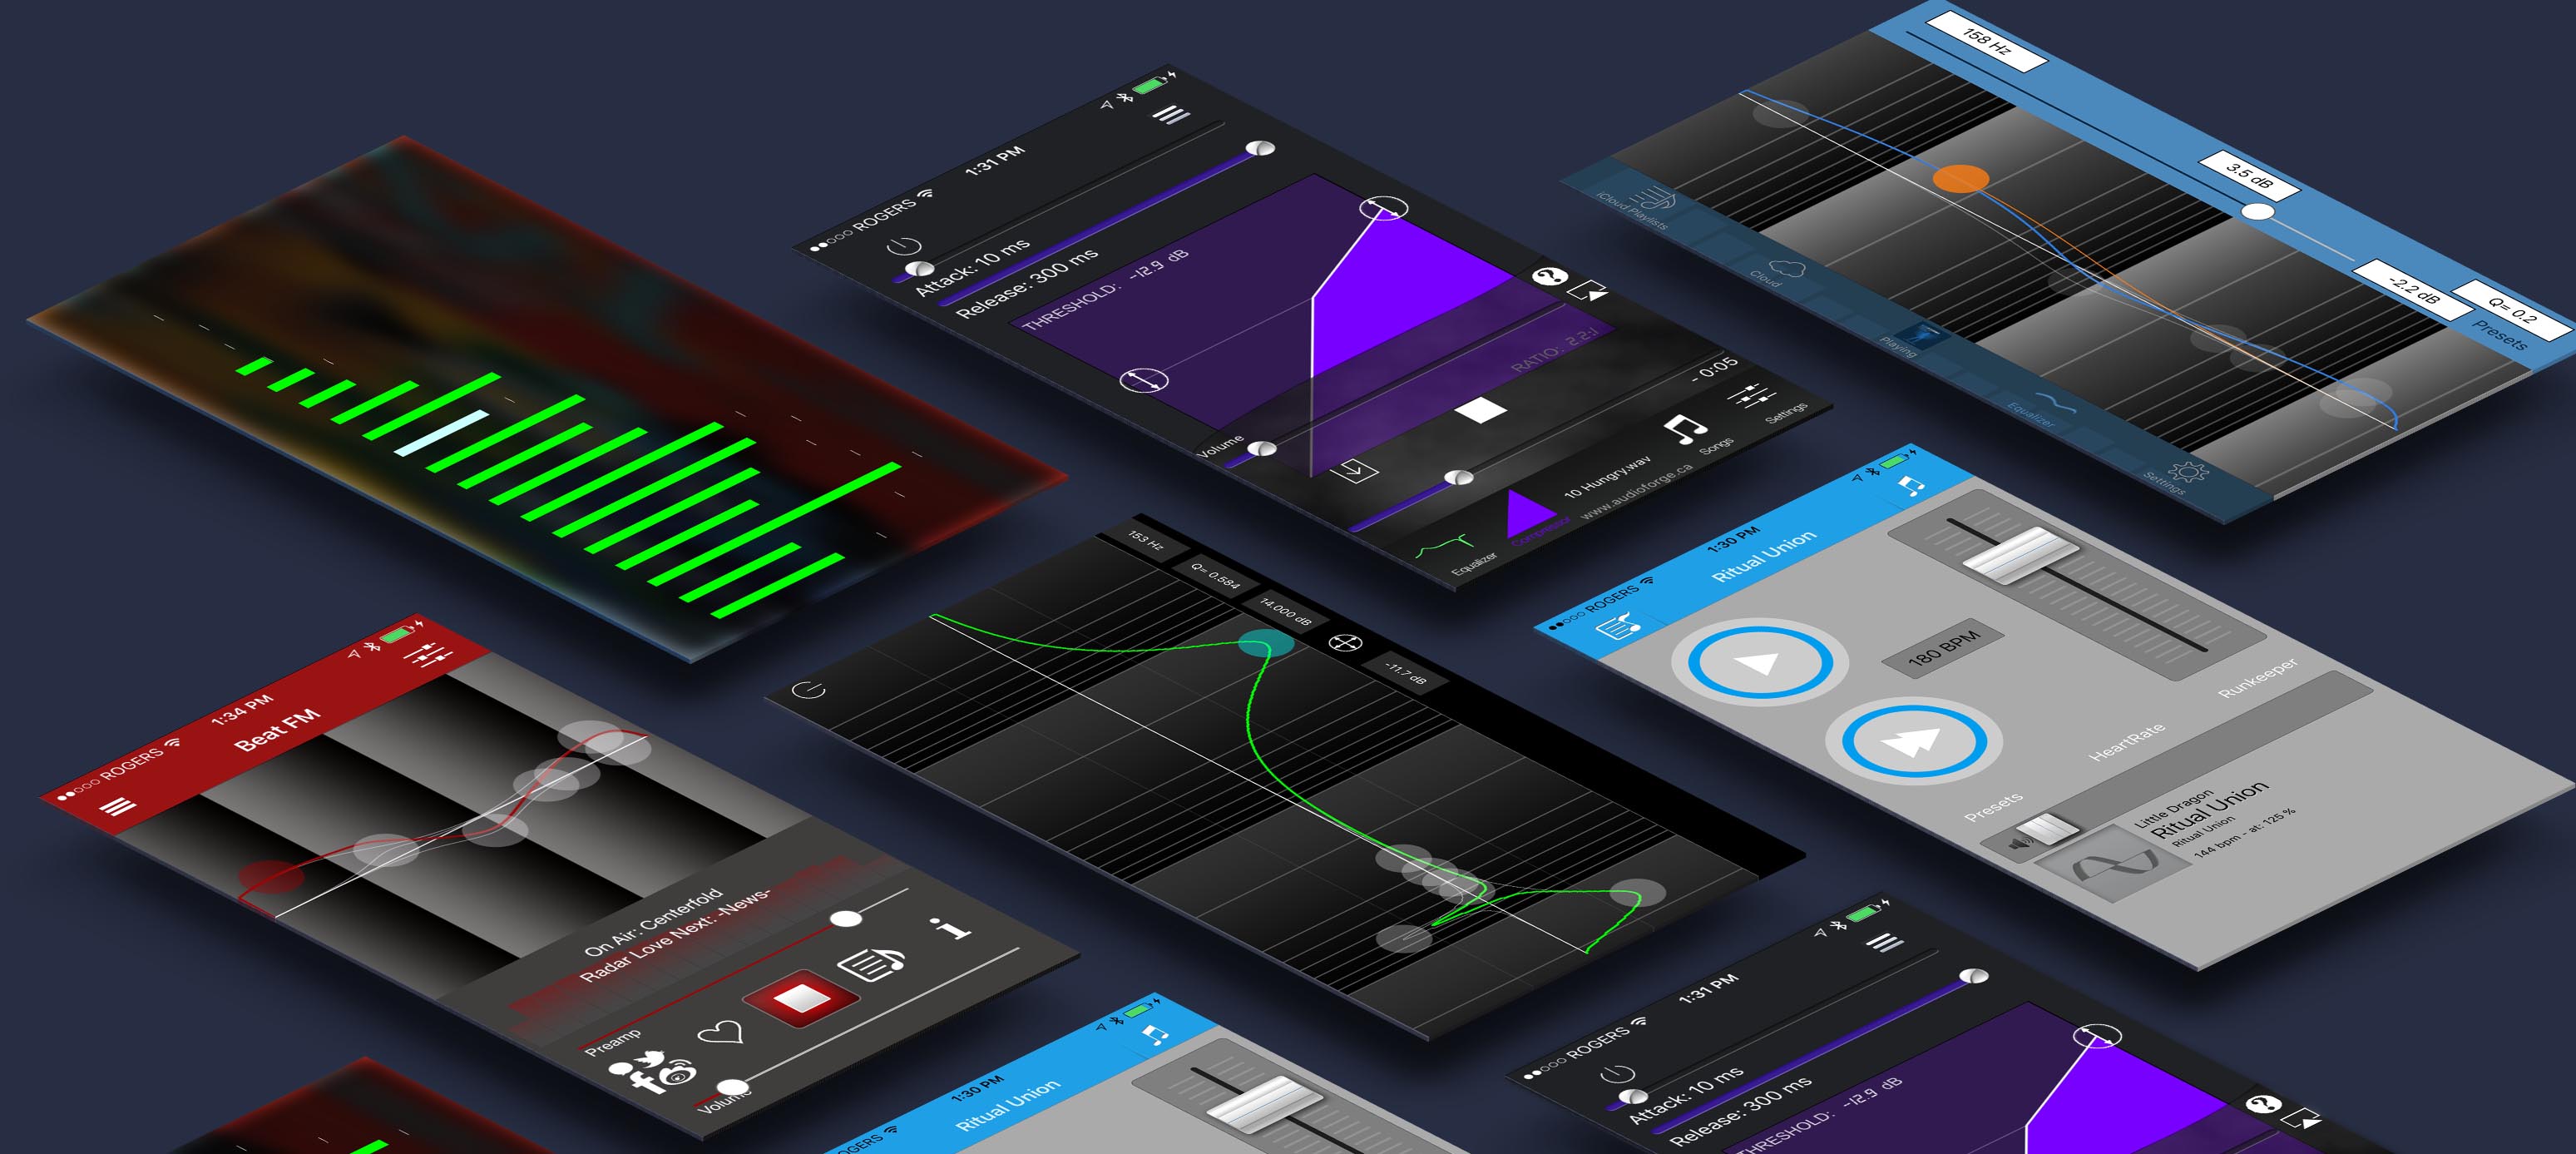 158 Hz
3.5 dB
-2.2 dB
Q= 0.2
Presets
iCloud Playlists
Cloud
Playing
Equalizer
Settings
ROGERS
1:31 PM
Attack: 10 ms
Release: 300 ms
THRESHOLD: -12.9 dB
RATIO: 2.2:1
Volume
- 0:05
10 Hungry.wav
www.audioforge.ca
Equalizer
Compressor
Songs
Settings
153 Hz
Q= 0.584
14.000 dB
-11.7 dB
ROGERS
1:30 PM
Ritual Union
180 BPM
Presets
HeartRate
Runkeeper
Little Dragon
Ritual Union
Ritual Union
144 bpm - at: 125 %
ROGERS
1:34 PM
Beat FM
On Air: Centerfold
Radar Love Next: -News-
Preamp
Volume
OGERS
1:30 PM
Ritual Union
ROGERS
1:31 PM
Attack: 10 ms
Release: 300 ms
THRESHOLD: -12.9 dB